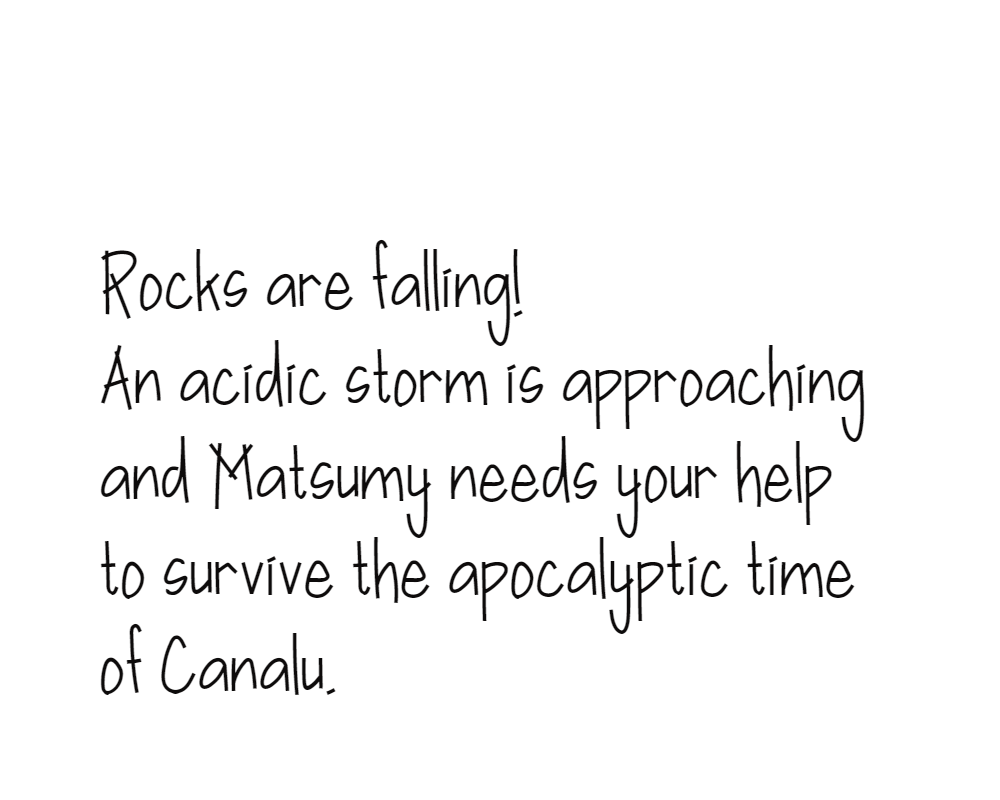 Rocks are falling!
An acidic storm is approaching
and Matsumy needs your help
to survive the apocalyptic time
of Canalu.